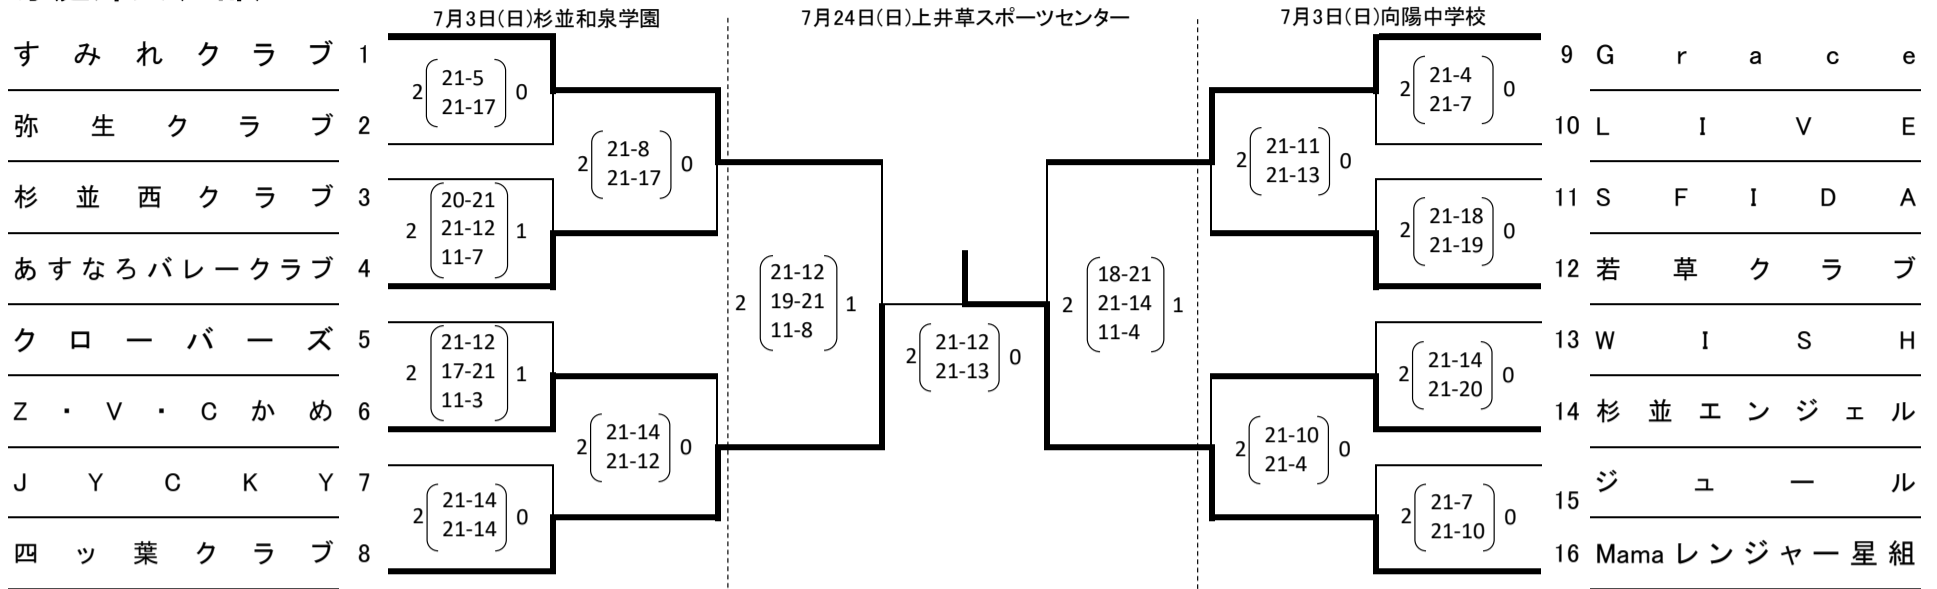 7月3日(日)杉並和泉学園
7月24日(日)上井草スポーツセンター
7月3日(日)向陽中学校
すみれクラブ 1
弥生クラブ 2
杉並西クラブ 3
あすなろバレークラブ 4
クローバーズ 5
Z・V・Cかめ 6
JYCKY 7
四ッ葉クラブ 8
2 21-5 0
21-17
20-21
2 21-12 1
11-7
21-12
2 17-21 1
11-3
2 21-14 0
21-14
2 21-8 0
21-17
2 21-14 0
21-12
21-12
2 19-21 1
11-8
2 21-12 0
21-13
18-21
2 21-14 1
11-4
2 21-11 0
21-13
2 21-10 0
21-4
2 21-4 0
21-7
2 21-18 0
21-19
2 21-14 0
21-20
2 21-7 0
21-10
9 Grace
10 LIVE
11 SFIDA
12 若草クラブ
13 WISH
14 杉並エンジェル
15 ジュール
16 Mamaレンジャー星組